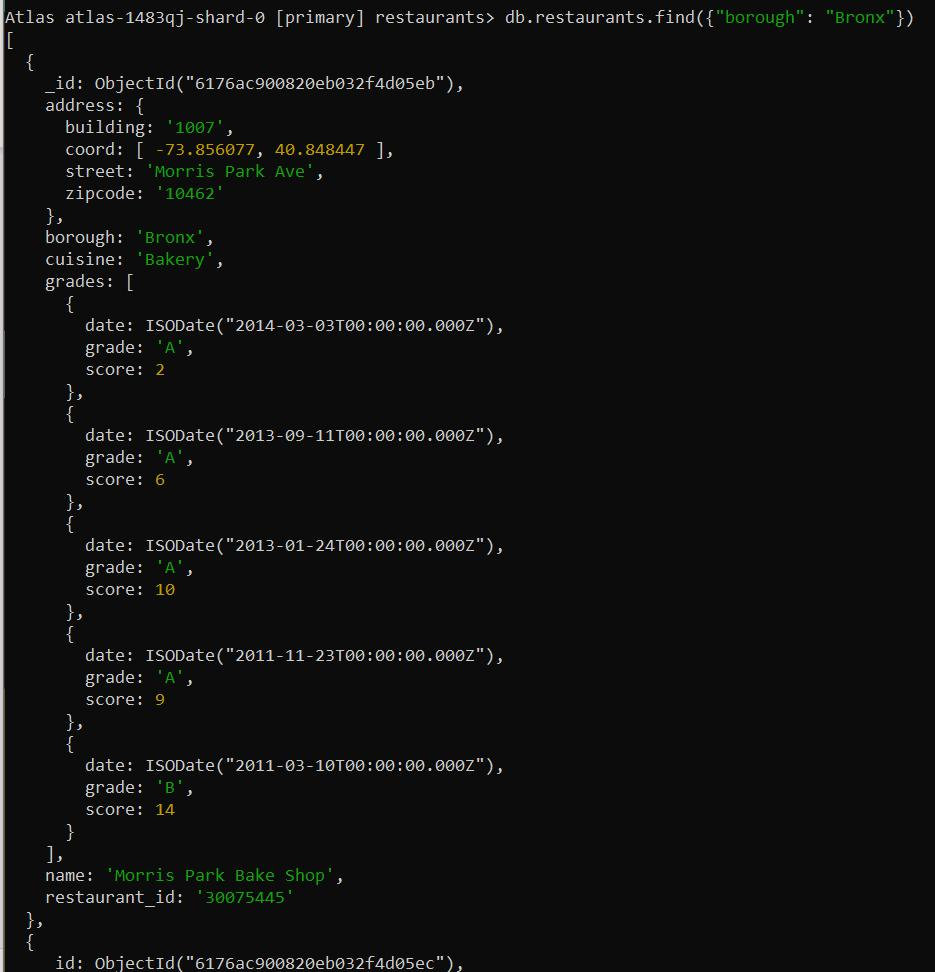 Atlas atlas-1483qj-shard-0 [primary] restaurants> db.restaurants.find({"borough": "Bronx"})
[
  {
    _id: ObjectId("6176ac900820eb032f4d05eb"),
    address: {
      building: '1007',
      coord: [ -73.856077, 40.848447 ],
      street: 'Morris Park Ave',
      zipcode: '10462'
    },
    borough: 'Bronx',
    cuisine: 'Bakery',
    grades: [
      {
        date: ISODate("2014-03-03T00:00:00.000Z"),
        grade: 'A',
        score: 2
      },
      {
        date: ISODate("2013-09-11T00:00:00.000Z"),
        grade: 'A',
        score: 6
      },
      {
        date: ISODate("2013-01-24T00:00:00.000Z"),
        grade: 'A',
        score: 10
      },
      {
        date: ISODate("2011-11-23T00:00:00.000Z"),
        grade: 'A',
        score: 9
      },
      {
        date: ISODate("2011-03-10T00:00:00.000Z"),
        grade: 'B',
        score: 14
      }
    ],
    name: 'Morris Park Bake Shop',
    restaurant_id: '30075445'
  },
  {
    _id: ObjectId("6176ac900820eb032f4d05ec"),